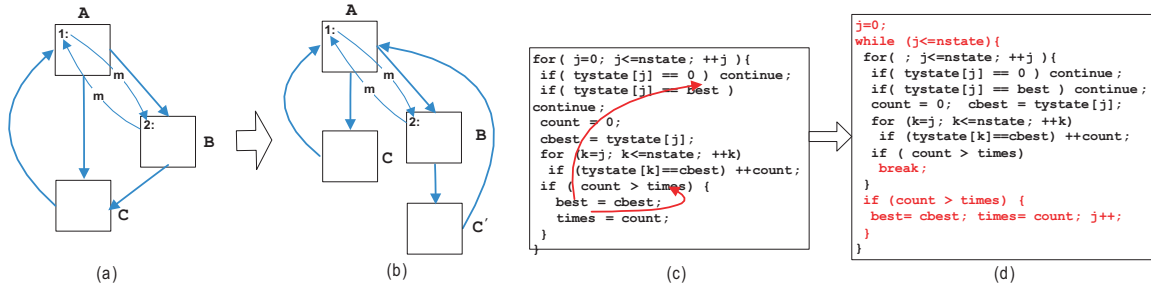 A
1:
m
m
2:
B
C
(a)
A
1:
m
m
2:
B
C
C′
(b)
for( j=0; j<=nstate; ++j ){
if( tystate[j] == 0 ) continue;
if( tystate[j] == best )
continue;
count = 0;
cbest = tystate[j];
for (k=j; k<=nstate; ++k)
if (tystate[k]==cbest) ++count;
if ( count > times) {
best = cbest;
times = count;
}
}
(c)
j=0;
while (j<=nstate){
for( ; j<=nstate; ++j ){
if( tystate[j] == 0 ) continue;
if( tystate[j] == best ) continue;
count = 0; cbest = tystate[j];
for (k=j; k<=nstate; ++k)
if (tystate[k]==cbest) ++count;
if ( count > times)
break;
}
if (count > times) {
best= cbest; times= count; j++;
}
}
(d)